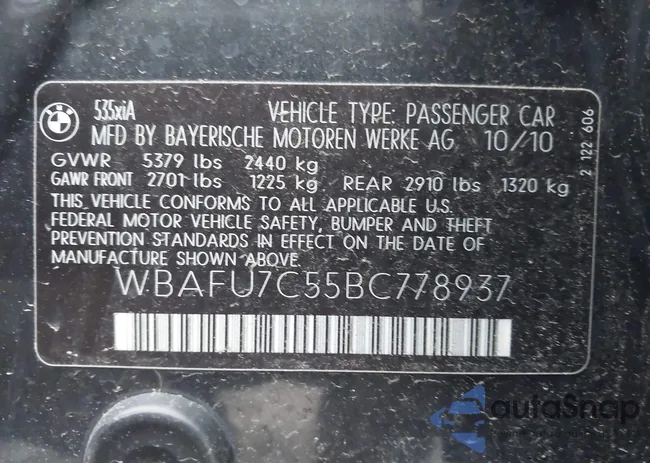 BMW
535xiA VEHICLE TYPE: PASSENGER CAR
MFD BY BAYERISCHE MOTOREN WERKE AG 10/10
GVWR 5379 lbs 2440 kg
GAWR FRONT 2701 lbs 1225 kg REAR 2910 lbs 1320 kg
THIS VEHICLE CONFORMS TO ALL APPLICABLE U.S.
FEDERAL MOTOR VEHICLE SAFETY, BUMPER AND THEFT
PREVENTION STANDARDS IN EFFECT ON THE DATE OF
MANUFACTURE SHOWN ABOVE.
WBAFU7C55BC778937
2 122 606
autoSnap